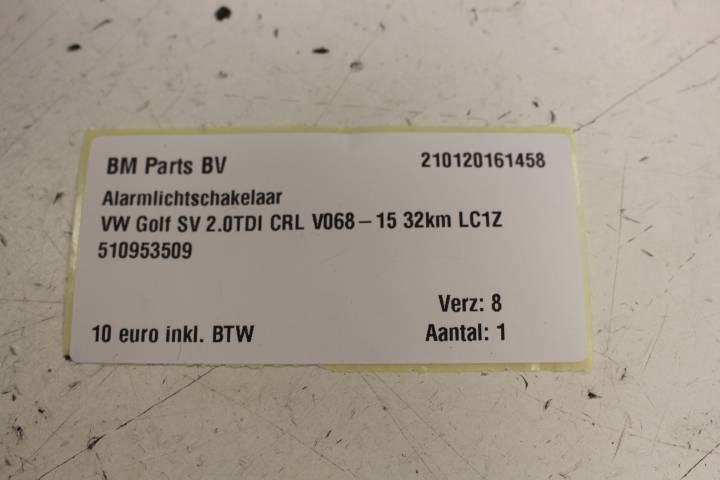 BM Parts BV 210120161458
Alarmlichtschakelaar
VW Golf SV 2.0TDI CRL V068 – 15 32km LC1Z
510953509
Verz: 8
10 euro inkl. BTW Aantal: 1